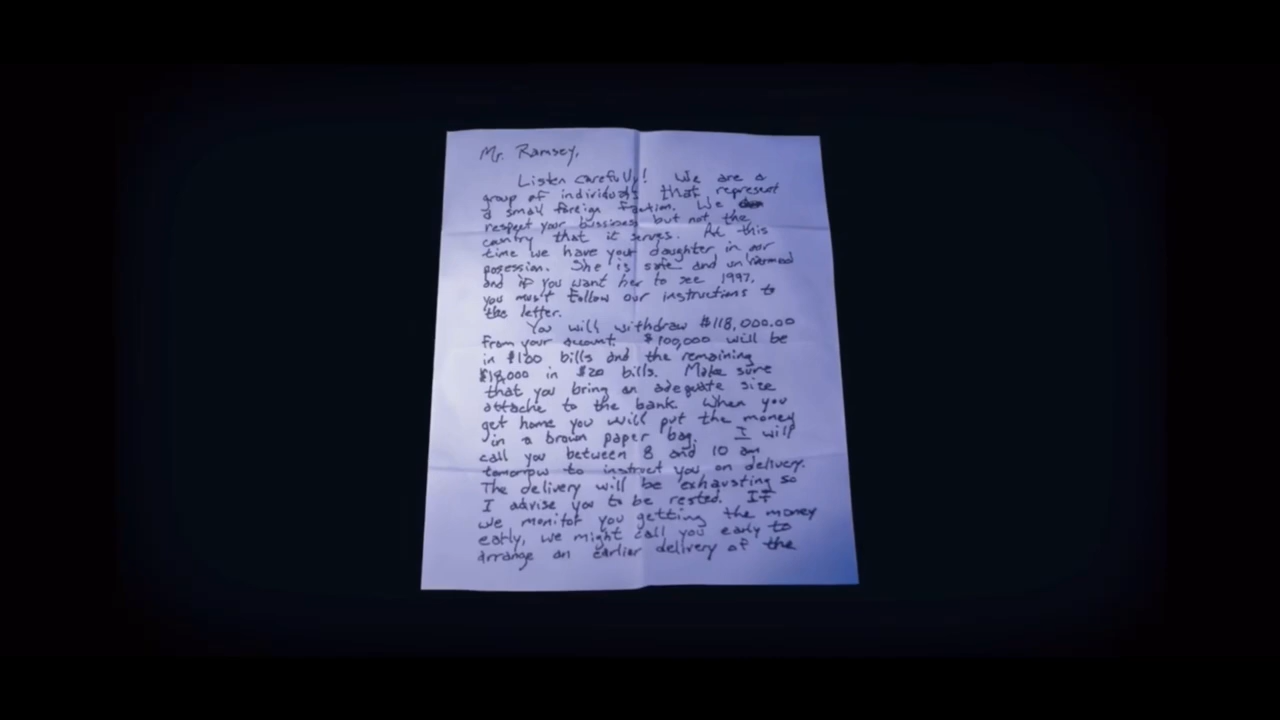 Mr. Ramsey,
Listen carefully! We are a
group of individuals that represent
a small foreign faction. We
respect your bussiness but not the
country that it serves. At this
time we have your daughter in our
posession. She is safe and unharmed
and if you want her to see 1997,
you must follow our instructions to
the letter.
You will withdraw $118,000.00
from your account. $100,000 will be
in $100 bills and the remaining
$18,000 in $20 bills. Make sure
that you bring an adequate size
attache to the bank. When you
get home you will put the money
in a brown paper bag. I will
call you between 8 and 10 am
tomorrow to instruct you on delivery.
The delivery will be exhausting so
I advise you to be rested. If
we monitor you getting the money
early, we might call you early to
arrange an earlier delivery of the